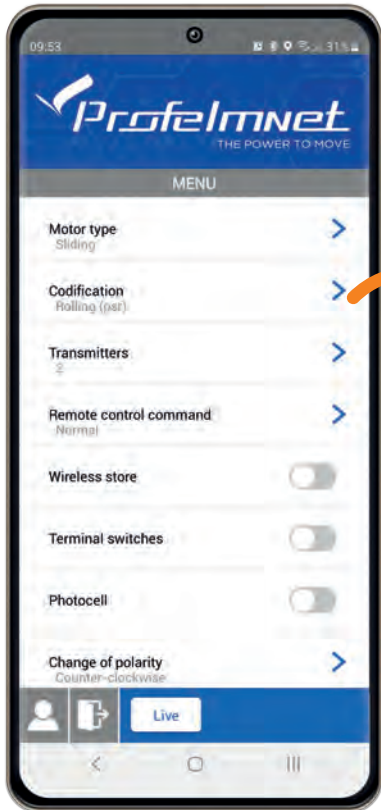 09:53
31%
Profelmnet
THE POWER TO MOVE
MENU
Motor type
Sliding
Codification
Rolling (psr)
Transmitters
2
Remote control command
Normal
Wireless store
Terminal switches
Photocell
Change of polarity
Counter-clockwise
Live